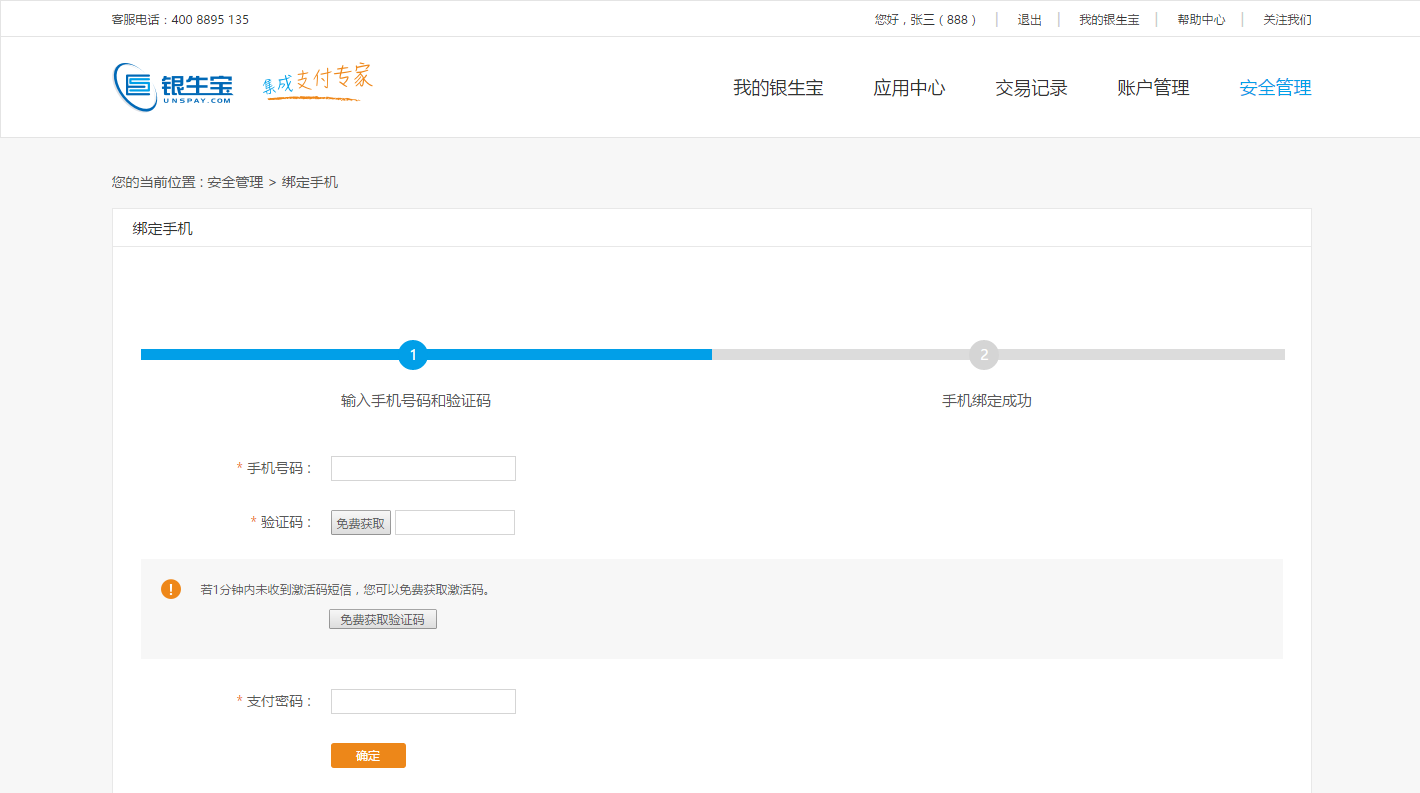 客服电话：400 8895 135 您好，张三（888） | 退出 | 我的银生宝 | 帮助中心 | 关注我们
银生宝 集成支付专家 我的银生宝 应用中心 交易记录 账户管理 安全管理
UNSPAY.COM
您的当前位置 : 安全管理 > 绑定手机
绑定手机
1 2
输入手机号码和验证码 手机绑定成功
* 手机号码：
* 验证码： 免费获取
! 若1分钟内未收到激活码短信，您可以免费获取激活码。
免费获取验证码
* 支付密码：
确定